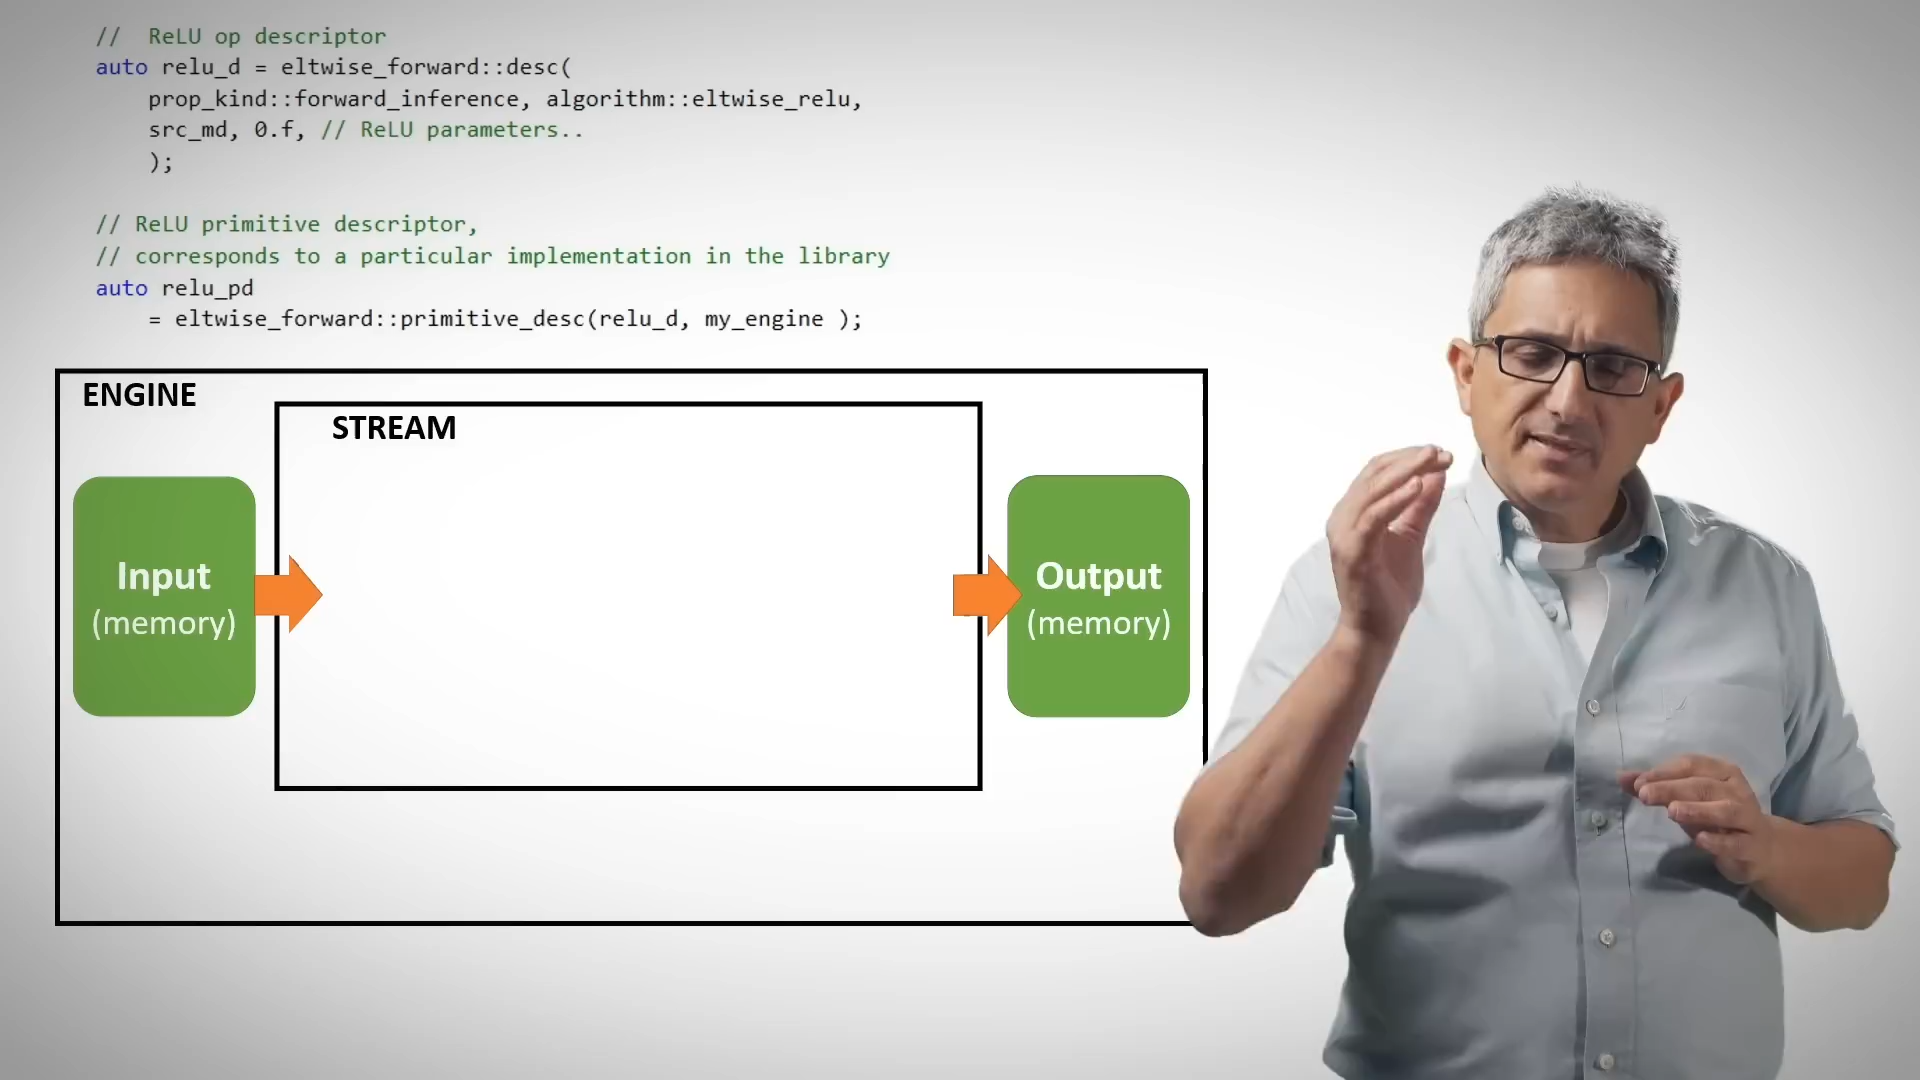 //  ReLU op descriptor
auto relu_d = eltwise_forward::desc(
prop_kind::forward_inference, algorithm::eltwise_relu,
src_md, 0.f, // ReLU parameters..
);
// ReLU primitive descriptor,
// corresponds to a particular implementation in the library
auto relu_pd
= eltwise_forward::primitive_desc(relu_d, my_engine );
ENGINE
STREAM
Input
(memory)
Output
(memory)